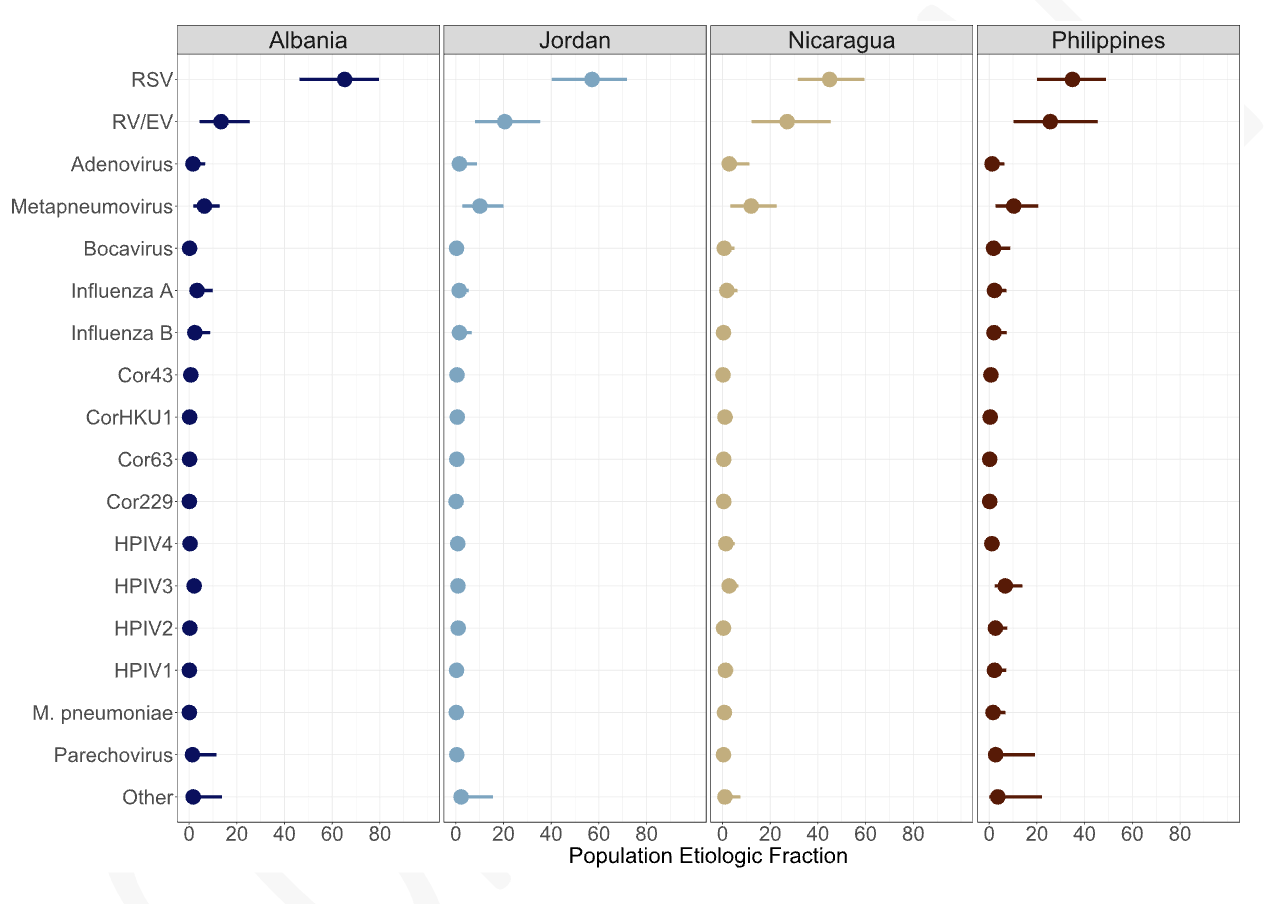 Albania Jordan Nicaragua Philippines
RSV
RV/EV
Adenovirus
Metapneumovirus
Bocavirus
Influenza A
Influenza B
Cor43
CorHKU1
Cor63
Cor229
HPIV4
HPIV3
HPIV2
HPIV1
M. pneumoniae
Parechovirus
Other
0 20 40 60 80 0 20 40 60 80 0 20 40 60 80 0 20 40 60 80
Population Etiologic Fraction